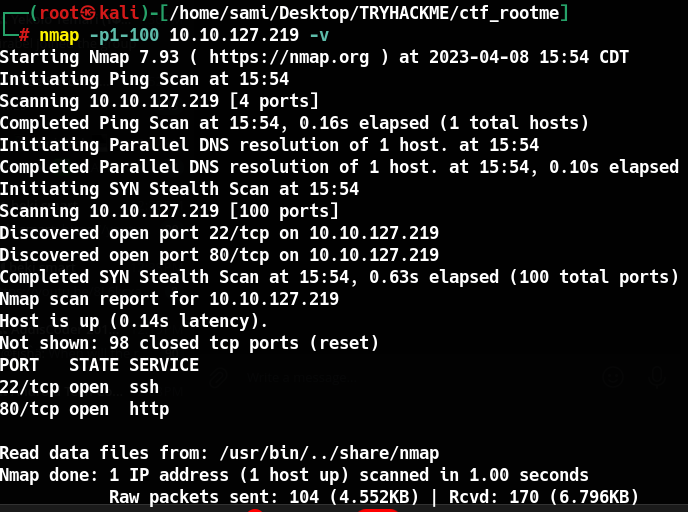 ┌──(root㉿kali)-[/home/sami/Desktop/TRYHACKME/ctf_rootme]
└─# nmap -p1-100 10.10.127.219 -v
Starting Nmap 7.93 ( https://nmap.org ) at 2023-04-08 15:54 CDT
Initiating Ping Scan at 15:54
Scanning 10.10.127.219 [4 ports]
Completed Ping Scan at 15:54, 0.16s elapsed (1 total hosts)
Initiating Parallel DNS resolution of 1 host. at 15:54
Completed Parallel DNS resolution of 1 host. at 15:54, 0.10s elapsed
Initiating SYN Stealth Scan at 15:54
Scanning 10.10.127.219 [100 ports]
Discovered open port 22/tcp on 10.10.127.219
Discovered open port 80/tcp on 10.10.127.219
Completed SYN Stealth Scan at 15:54, 0.63s elapsed (100 total ports)
Nmap scan report for 10.10.127.219
Host is up (0.14s latency).
Not shown: 98 closed tcp ports (reset)
PORT   STATE SERVICE
22/tcp open  ssh
80/tcp open  http
Read data files from: /usr/bin/../share/nmap
Nmap done: 1 IP address (1 host up) scanned in 1.00 seconds
Raw packets sent: 104 (4.552KB) | Rcvd: 170 (6.796KB)